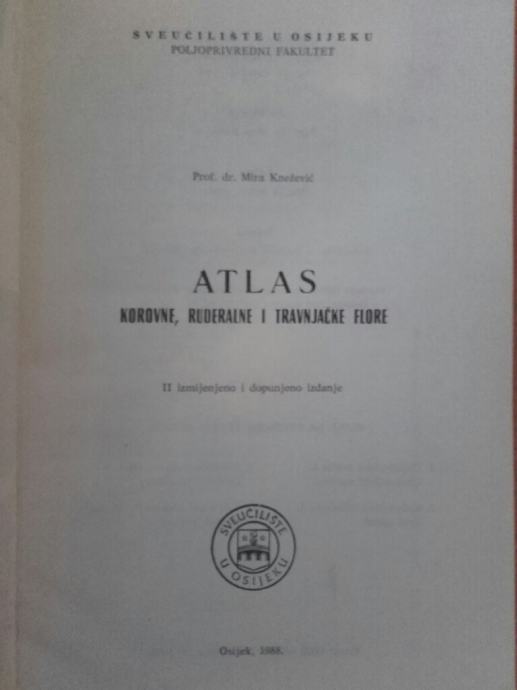 SVEUČILIŠTE U OSIJEKU
POLJOPRIVREDNI FAKULTET
Prof. dr. Mira Knežević
ATLAS
KOROVNE, RUDERALNE I TRAVNJAČKE FLORE
II izmijenjeno i dopunjeno izdanje
SVEUČILIŠTE
U OSIJEKU
Osijek, 1988.